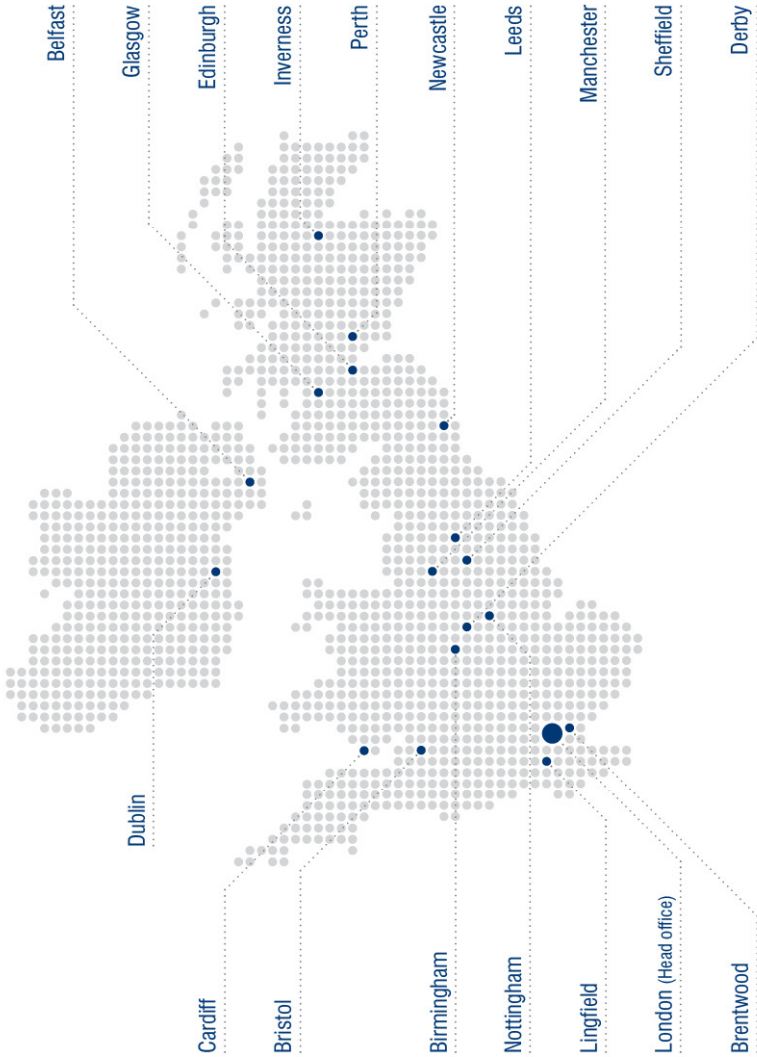 Belfast
Glasgow
Edinburgh
Inverness
Perth
Newcastle
Leeds
Manchester
Sheffield
Derby
Dublin
Cardiff
Bristol
Birmingham
Nottingham
Lingfield
London (Head office)
Brentwood